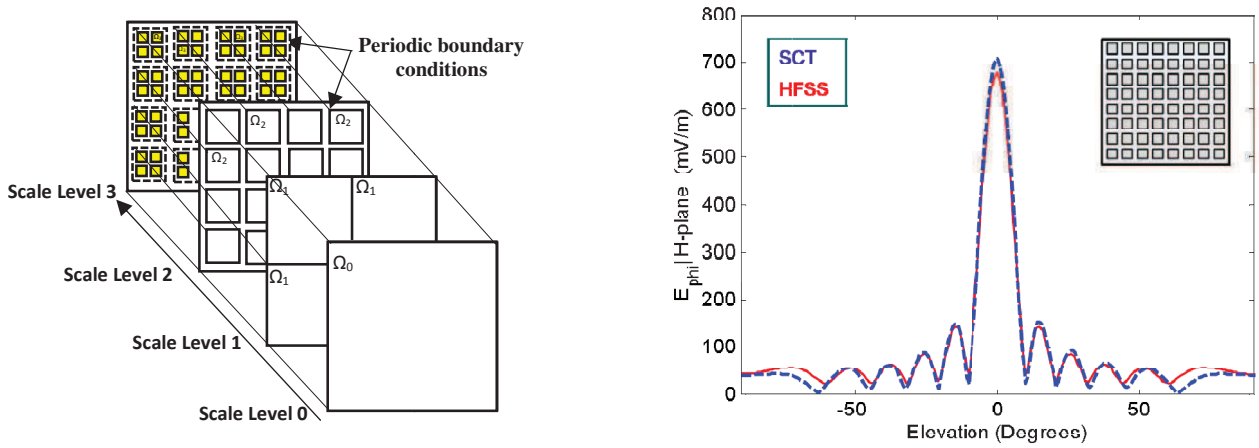 Periodic boundary
conditions
Ω2
Ω2
Ω2
Scale Level 3
Ω1
Ω1
Ω0
Scale Level 2
Ω1
Scale Level 1
Scale Level 0
SCT
HFSS
800
700
600
500
400
300
200
100
0
-50
0
50
E_phi| H-plane (mV/m)
Elevation (Degrees)